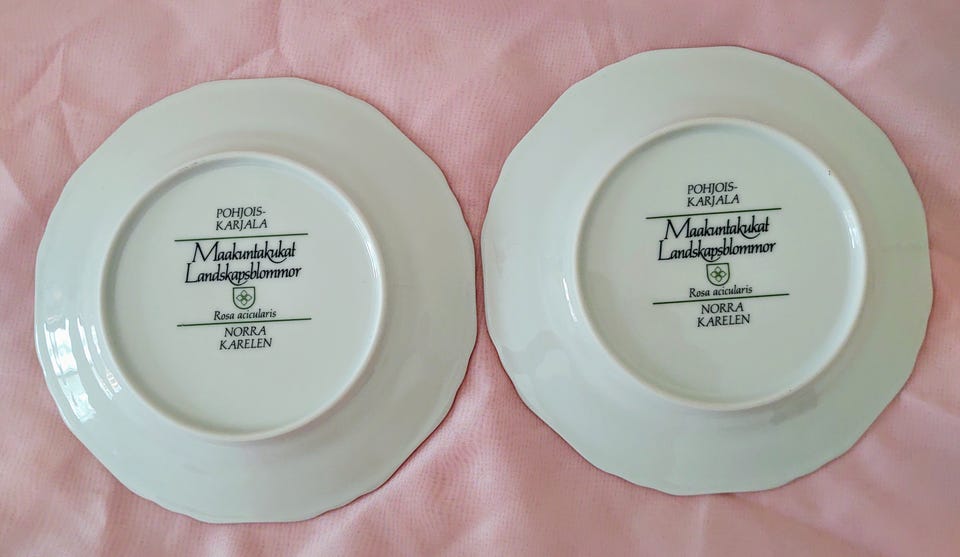 POHJOIS-
KARJALA
Maakuntakukat
Landskapsblommor
Rosa acicularis
NORRA
KARELEN
POHJOIS-
KARJALA
Maakuntakukat
Landskapsblommor
Rosa acicularis
NORRA
KARELEN